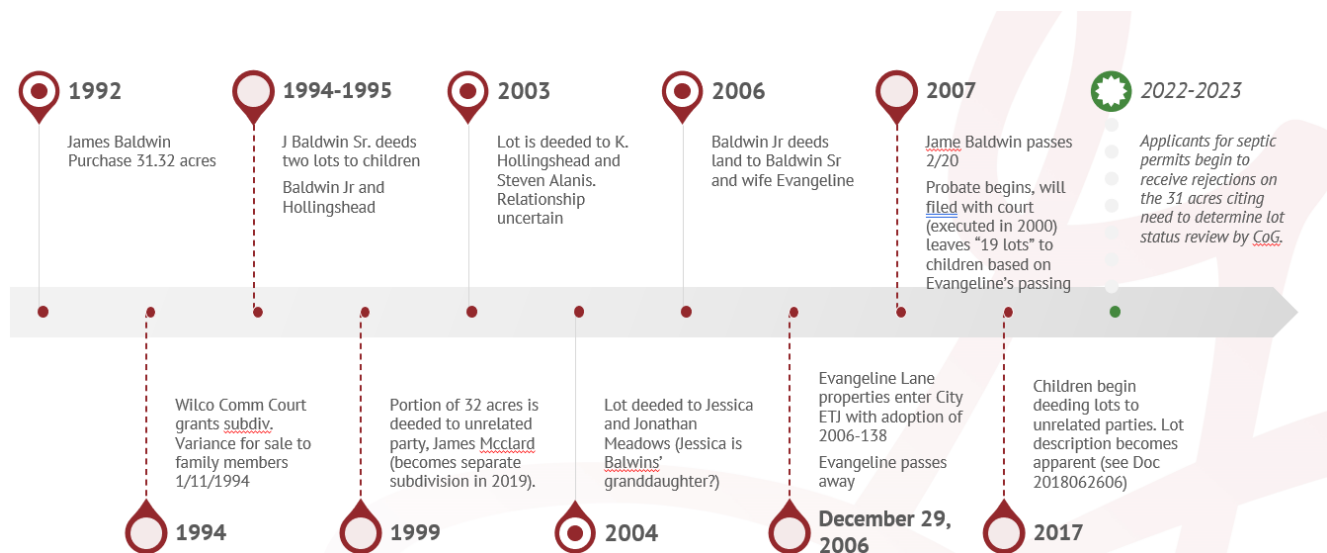 1992
James Baldwin
Purchase 31.32 acres
1994-1995
J Baldwin Sr. deeds
two lots to children
Baldwin Jr and
Hollingshead
2003
Lot is deeded to K.
Hollingshead and
Steven Alanis.
Relationship
uncertain
2006
Baldwin Jr deeds
land to Baldwin Sr
and wife Evangeline
2007
Jame Baldwin passes
2/20
Probate begins, will
filed with court
(executed in 2000)
leaves “19 lots” to
children based on
Evangeline’s passing
2022-2023
Applicants for septic
permits begin to
receive rejections on
the 31 acres citing
need to determine lot
status review by CoG.
Wilco Comm Court
grants subdiv.
Variance for sale to
family members
1/11/1994
1994
Portion of 32 acres is
deeded to unrelated
party, James Mcclard
(becomes separate
subdivision in 2019).
1999
Lot deeded to Jessica
and Jonathan
Meadows (Jessica is
Balwins’
granddaughter?)
2004
Evangeline Lane
properties enter City
ETJ with adoption of
2006-138
Evangeline passes
away
December 29,
2006
Children begin
deeding lots to
unrelated parties. Lot
description becomes
apparent (see Doc
2018062606)
2017